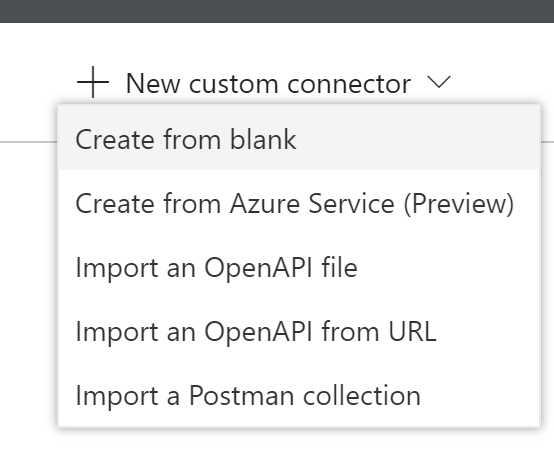 New custom connector
Create from blank
Create from Azure Service (Preview)
Import an OpenAPI file
Import an OpenAPI from URL
Import a Postman collection